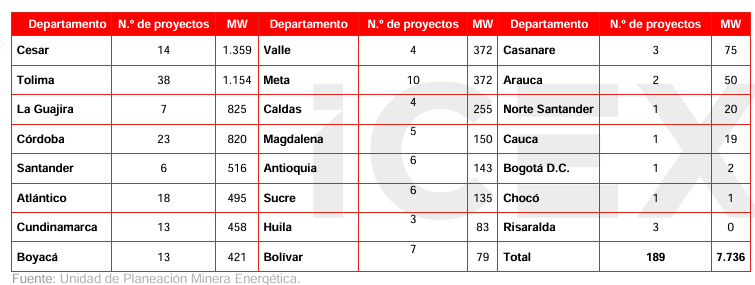 Departamento N.º de proyectos MW Departamento N.º de proyectos MW Departamento N.º de proyectos MW
Cesar 14 1.359 Valle 4 372 Casanare 3 75
Tolima 38 1.154 Meta 10 372 Arauca 2 50
La Guajira 7 825 Caldas 4 255 Norte Santander 1 20
Córdoba 23 820 Magdalena 5 150 Cauca 1 19
Santander 6 516 Antioquia 6 143 Bogotá D.C. 1 2
Atlántico 18 495 Sucre 6 135 Chocó 1 1
Cundinamarca 13 458 Huila 3 83 Risaralda 3 0
Boyacá 13 421 Bolívar 7 79 Total 189 7.736
Fuente: Unidad de Planeación Minera Energética.
iCEX